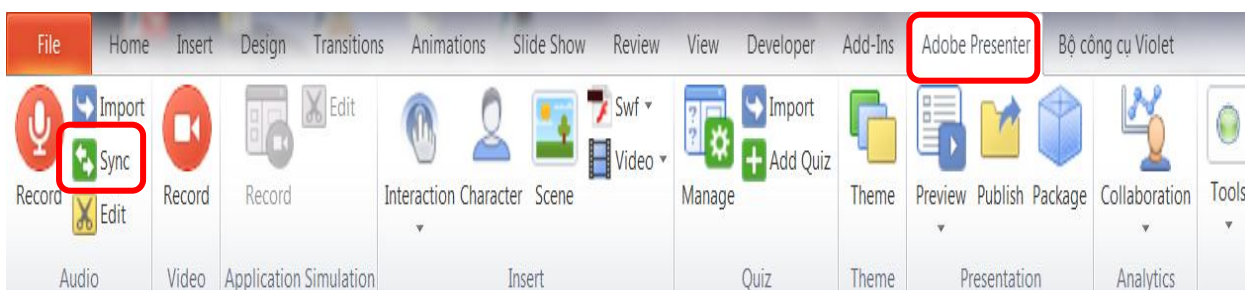 File Home Insert Design Transitions Animations Slide Show Review View Developer Add-Ins Adobe Presenter Bộ công cụ Violet
Import Edit Swf Import
Sync Video Add Quiz
Record Record Record Interaction Character Scene Manage Theme Preview Publish Package Collaboration Tools
Edit
Audio Video Application Simulation Insert Quiz Theme Presentation Analytics